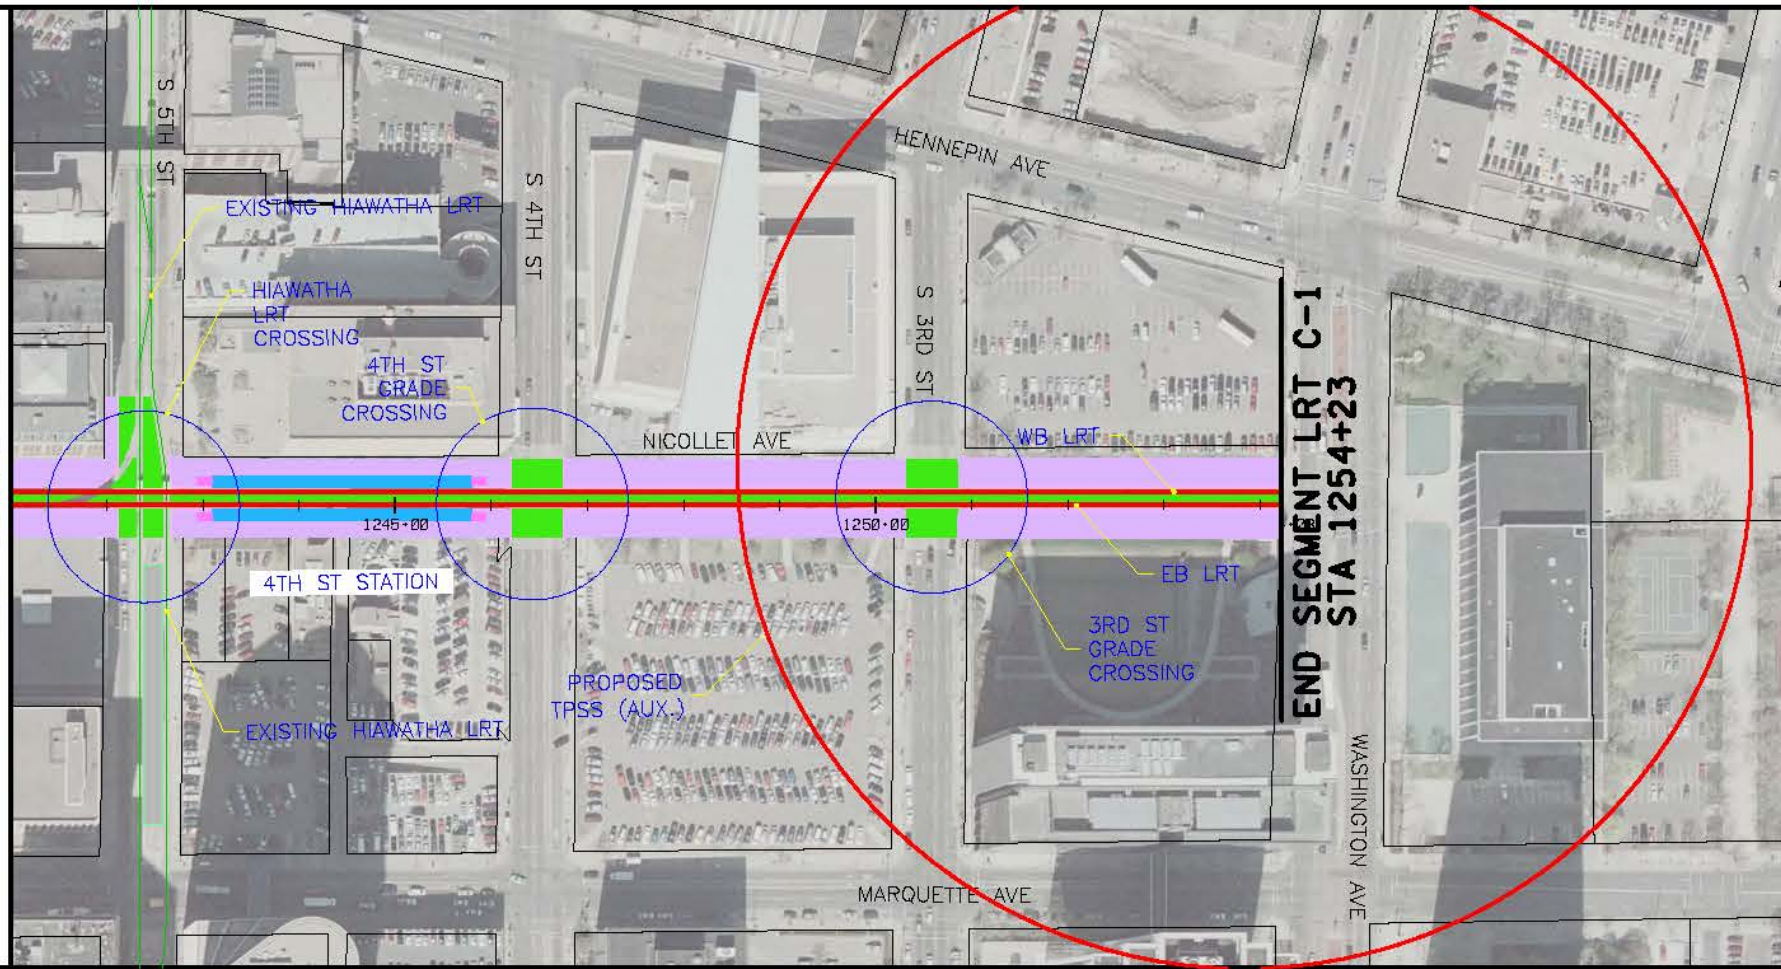 S 5TH ST
EXISTING HIAWATHA LRT
HIAWATHA
LRT
CROSSING
4TH ST
GRADE
CROSSING
S 4TH ST
HENNEPIN AVE
S 3RD ST
NICOLLET AVE
WB LRT
END SEGMENT LRT C-1
STA 1254+23
1245+00
1250+00
4TH ST STATION
EB LRT
3RD ST
GRADE
CROSSING
PROPOSED
TPSS (AUX.)
EXISTING HIAWATHA LRT
WASHINGTON AVE
MARQUETTE AVE